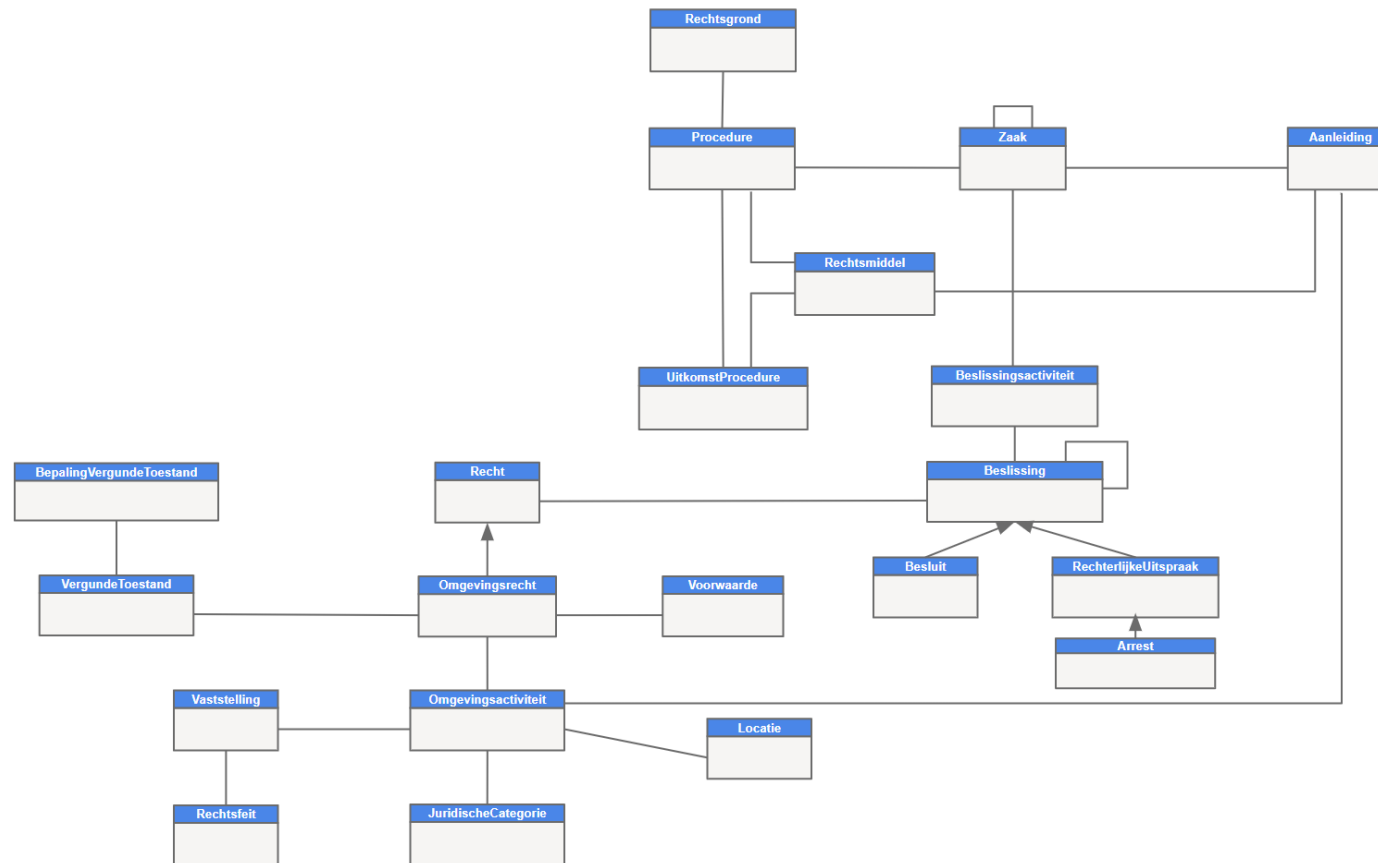 Rechtsgrond
Procedure
Zaak
Aanleiding
Rechtsmiddel
UitkomstProcedure
Beslissingsactiviteit
BepalingVergundeToestand
Recht
Beslissing
VergundeToestand
Omgevingsrecht
Voorwaarde
Besluit
RechterlijkeUitspraak
Arrest
Vaststelling
Omgevingsactiviteit
Locatie
Rechtsfeit
JuridischeCategorie